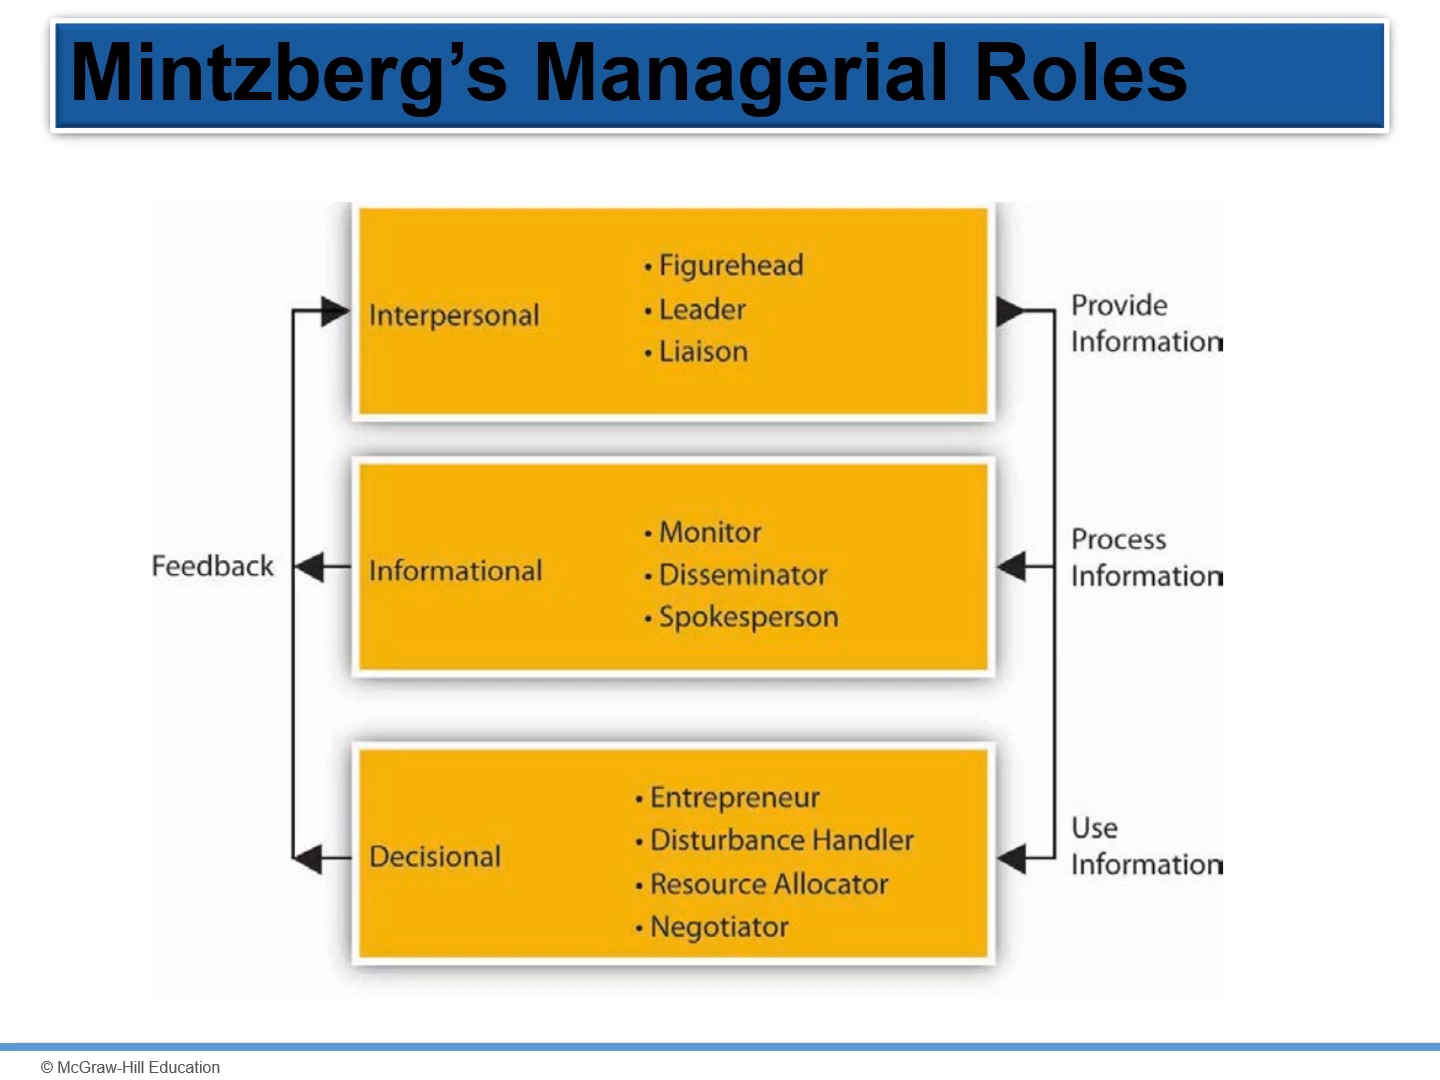 Mintzberg’s Managerial Roles
Interpersonal
• Figurehead
• Leader
• Liaison
Provide
Information
Feedback
Informational
• Monitor
• Disseminator
• Spokesperson
Process
Information
Decisional
• Entrepreneur
• Disturbance Handler
• Resource Allocator
• Negotiator
Use
Information
© McGraw-Hill Education